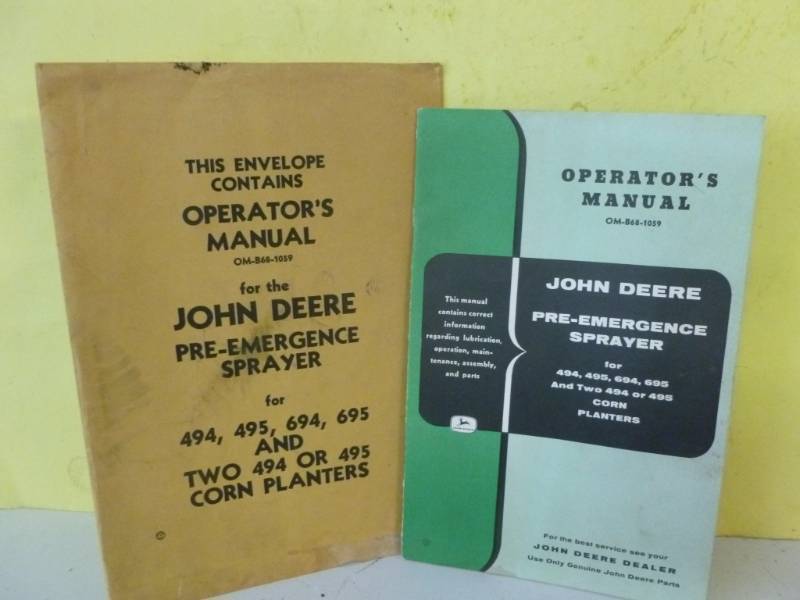 THIS ENVELOPE
CONTAINS
OPERATOR'S
MANUAL
OM-B68-1059
for the
JOHN DEERE
PRE-EMERGENCE
SPRAYER
for
494, 495, 694, 695
AND
TWO 494 OR 495
CORN PLANTERS
OPERATOR'S
MANUAL
OM-B68-1059
This manual
contains correct
information
regarding lubrication,
operation, main-
tenance, assembly,
and parts
JOHN DEERE
PRE-EMERGENCE
SPRAYER
for
494, 495, 694, 695
And Two 494 or 495
CORN
PLANTERS
For the best service see your
JOHN DEERE DEALER
Use Only Genuine John Deere Parts